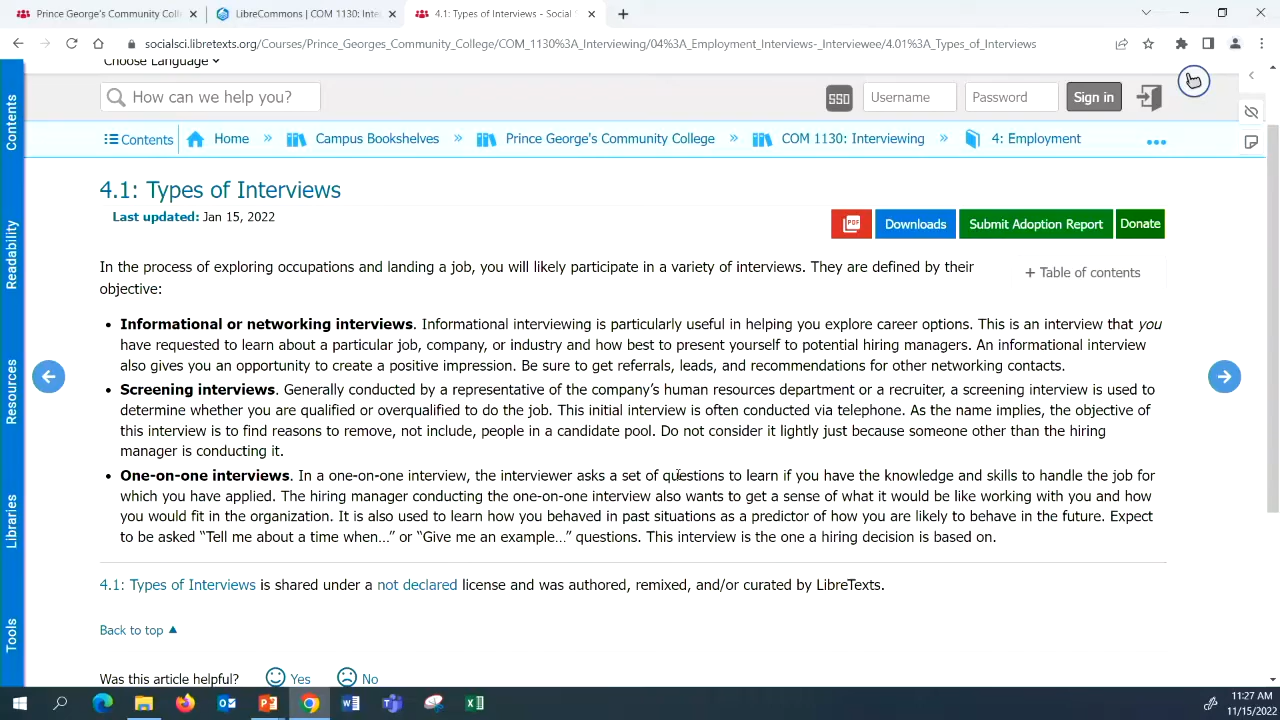 Prince George's Community Coll
LibreCommons | COM 1130: Inte
4.1: Types of Interviews - Social
socialsci.libretexts.org/Courses/Prince_Georges_Community_College/COM_1130%3A_Interviewing/04%3A_Employment_Interviews-_Interviewee/4.01%3A_Types_of_Interviews
Choose Language
How can we help you?
SSO
Username
Password
Sign in
Contents
Home » Campus Bookshelves » Prince George's Community College » COM 1130: Interviewing » 4: Employment
Contents
Readability
Resources
Libraries
Tools
4.1: Types of Interviews
Last updated: Jan 15, 2022
PDF
Downloads
Submit Adoption Report
Donate
+ Table of contents
In the process of exploring occupations and landing a job, you will likely participate in a variety of interviews. They are defined by their
objective:
• Informational or networking interviews. Informational interviewing is particularly useful in helping you explore career options. This is an interview that you
have requested to learn about a particular job, company, or industry and how best to present yourself to potential hiring managers. An informational interview
also gives you an opportunity to create a positive impression. Be sure to get referrals, leads, and recommendations for other networking contacts.
• Screening interviews. Generally conducted by a representative of the company's human resources department or a recruiter, a screening interview is used to
determine whether you are qualified or overqualified to do the job. This initial interview is often conducted via telephone. As the name implies, the objective of
this interview is to find reasons to remove, not include, people in a candidate pool. Do not consider it lightly just because someone other than the hiring
manager is conducting it.
• One-on-one interviews. In a one-on-one interview, the interviewer asks a set of questions to learn if you have the knowledge and skills to handle the job for
which you have applied. The hiring manager conducting the one-on-one interview also wants to get a sense of what it would be like working with you and how
you would fit in the organization. It is also used to learn how you behaved in past situations as a predictor of how you are likely to behave in the future. Expect
to be asked “Tell me about a time when…” or “Give me an example…” questions. This interview is the one a hiring decision is based on.
4.1: Types of Interviews is shared under a not declared license and was authored, remixed, and/or curated by LibreTexts.
Back to top ▲
Was this article helpful? Yes No
11:27 AM
11/15/2022